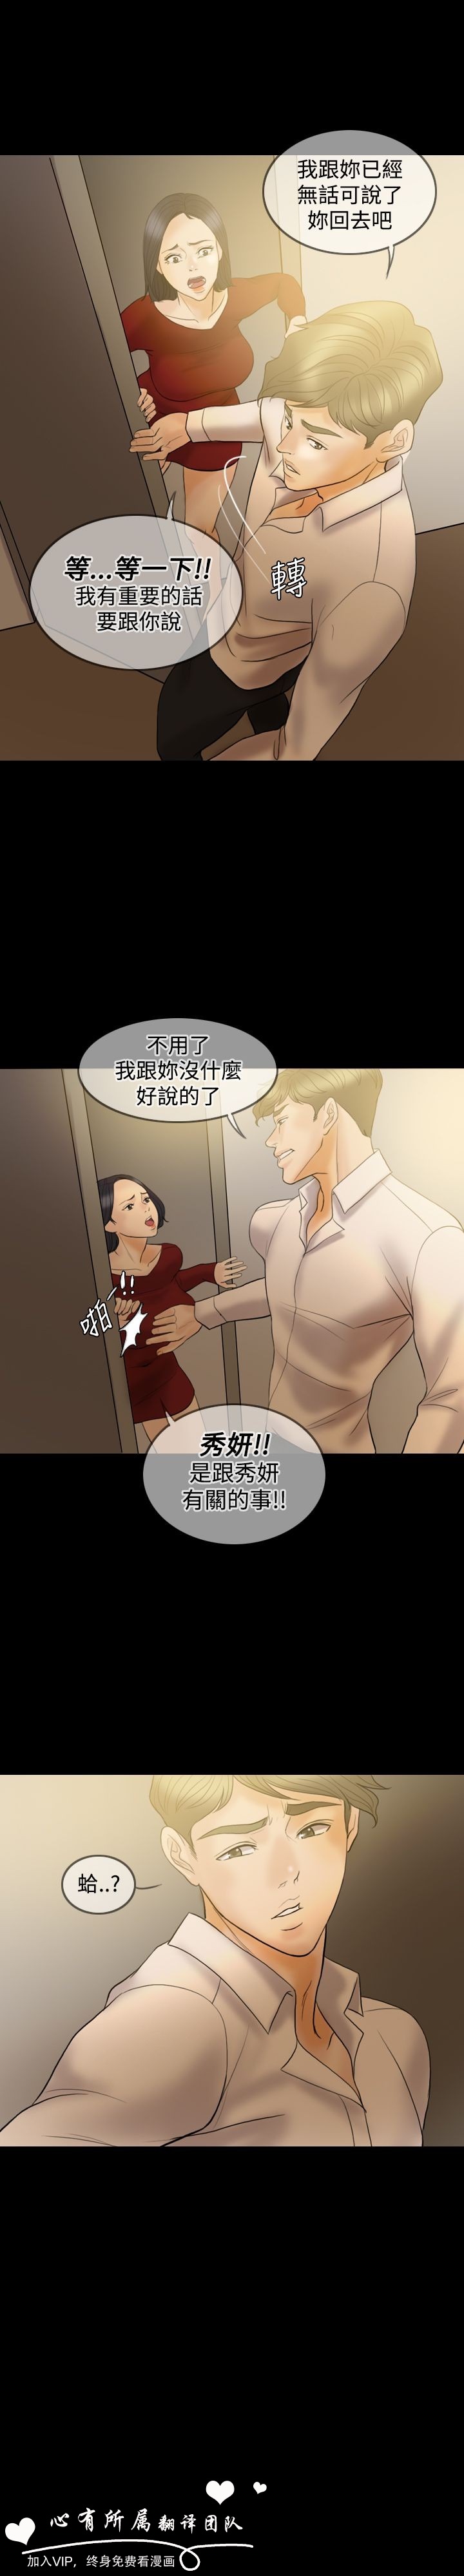 我跟妳已經
無話可說了
妳回去吧
等...等一下!!
我有重要的話
要跟你說
轉
不用了
我跟妳沒什麼
好說的了
啪!!
秀妍!!
是跟秀妍
有關的事!!
蛤..?
心有所属翻译团队
加入VIP，终身免费看漫画